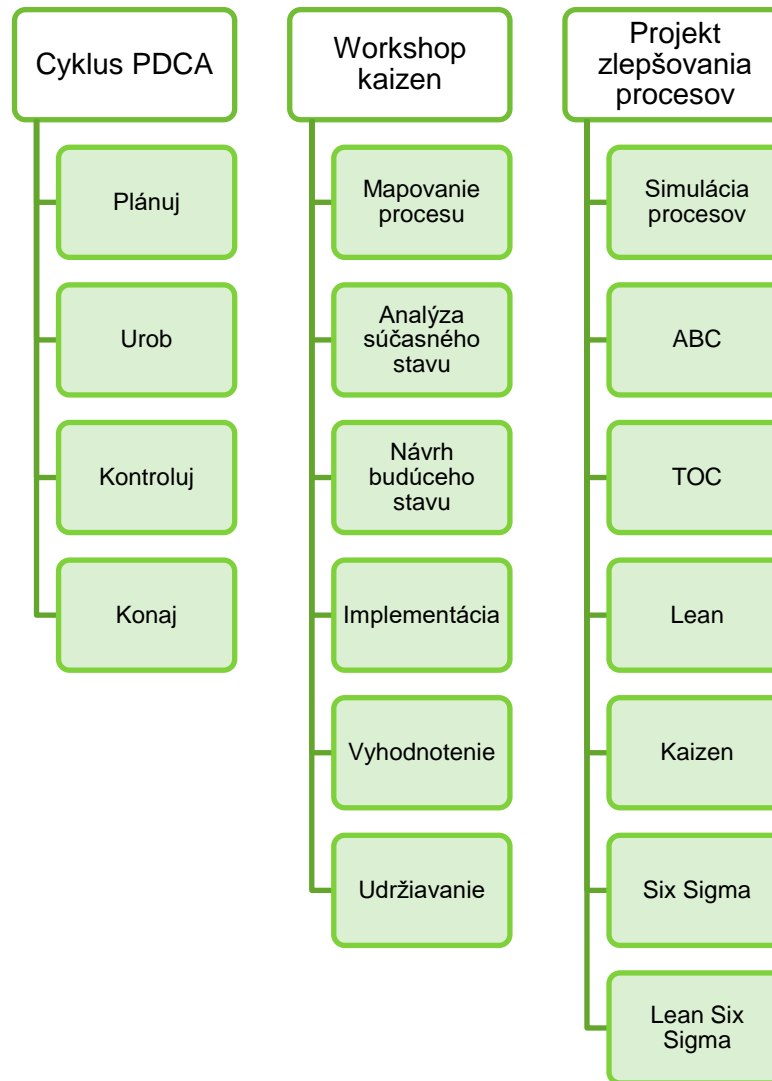 Cyklus PDCA
Plánuj
Urob
Kontroluj
Konaj
Workshop
kaizen
Mapovanie
procesu
Analýza
súčasného
stavu
Návrh
budúceho
stavu
Implementácia
Vyhodnotenie
Udržiavanie
Projekt
zlepšovania
procesov
Simulácia
procesov
ABC
TOC
Lean
Kaizen
Six Sigma
Lean Six
Sigma